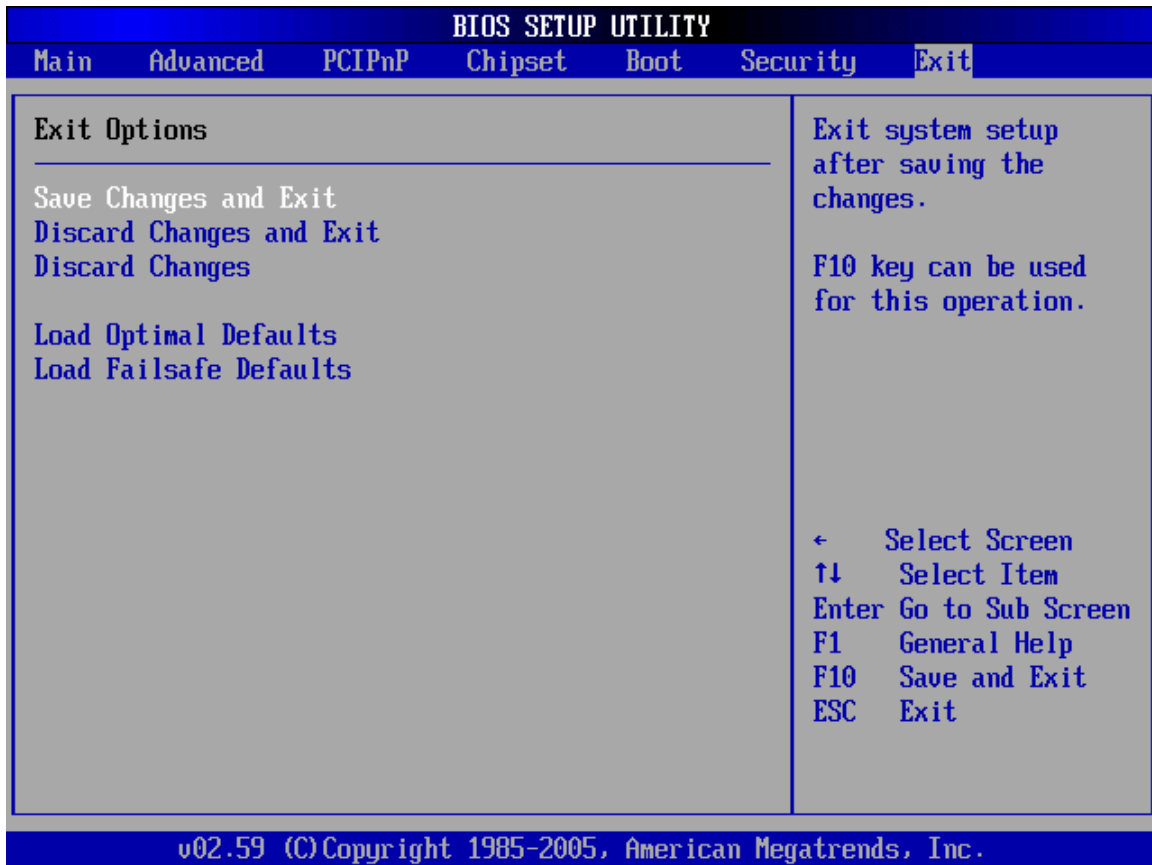 BIOS SETUP UTILITY
Main Advanced PCIPnP Chipset Boot Security Exit
Exit Options
Save Changes and Exit
Discard Changes and Exit
Discard Changes
Load Optimal Defaults
Load Failsafe Defaults
Exit system setup
after saving the
changes.
F10 key can be used
for this operation.
← Select Screen
↑↓ Select Item
Enter Go to Sub Screen
F1 General Help
F10 Save and Exit
ESC Exit
v02.59 (C)Copyright 1985-2005, American Megatrends, Inc.